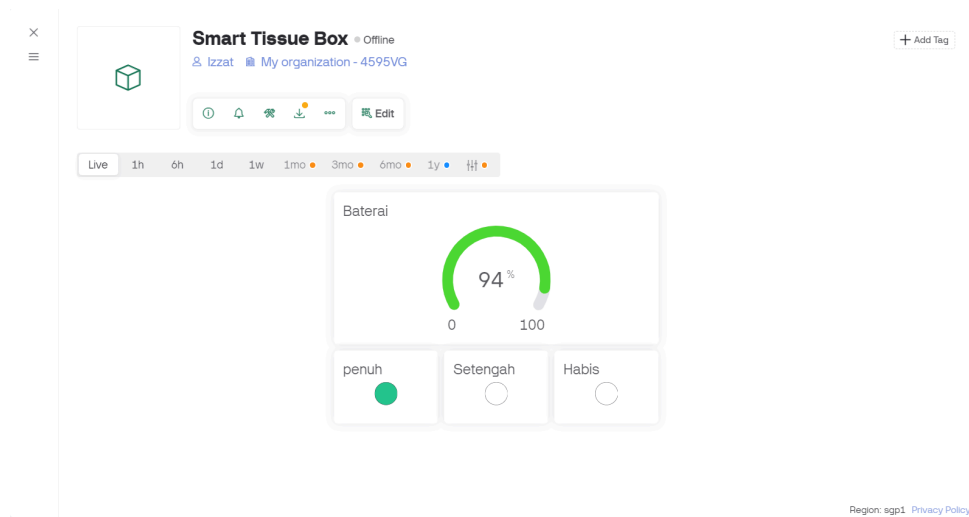 Smart Tissue Box Offline
Izzat My organization - 4595VG
Add Tag
Edit
Live 1h 6h 1d 1w 1mo 3mo 6mo 1y
Baterai
94 %
0 100
penuh Setengah Habis
Region: sgp1 Privacy Policy